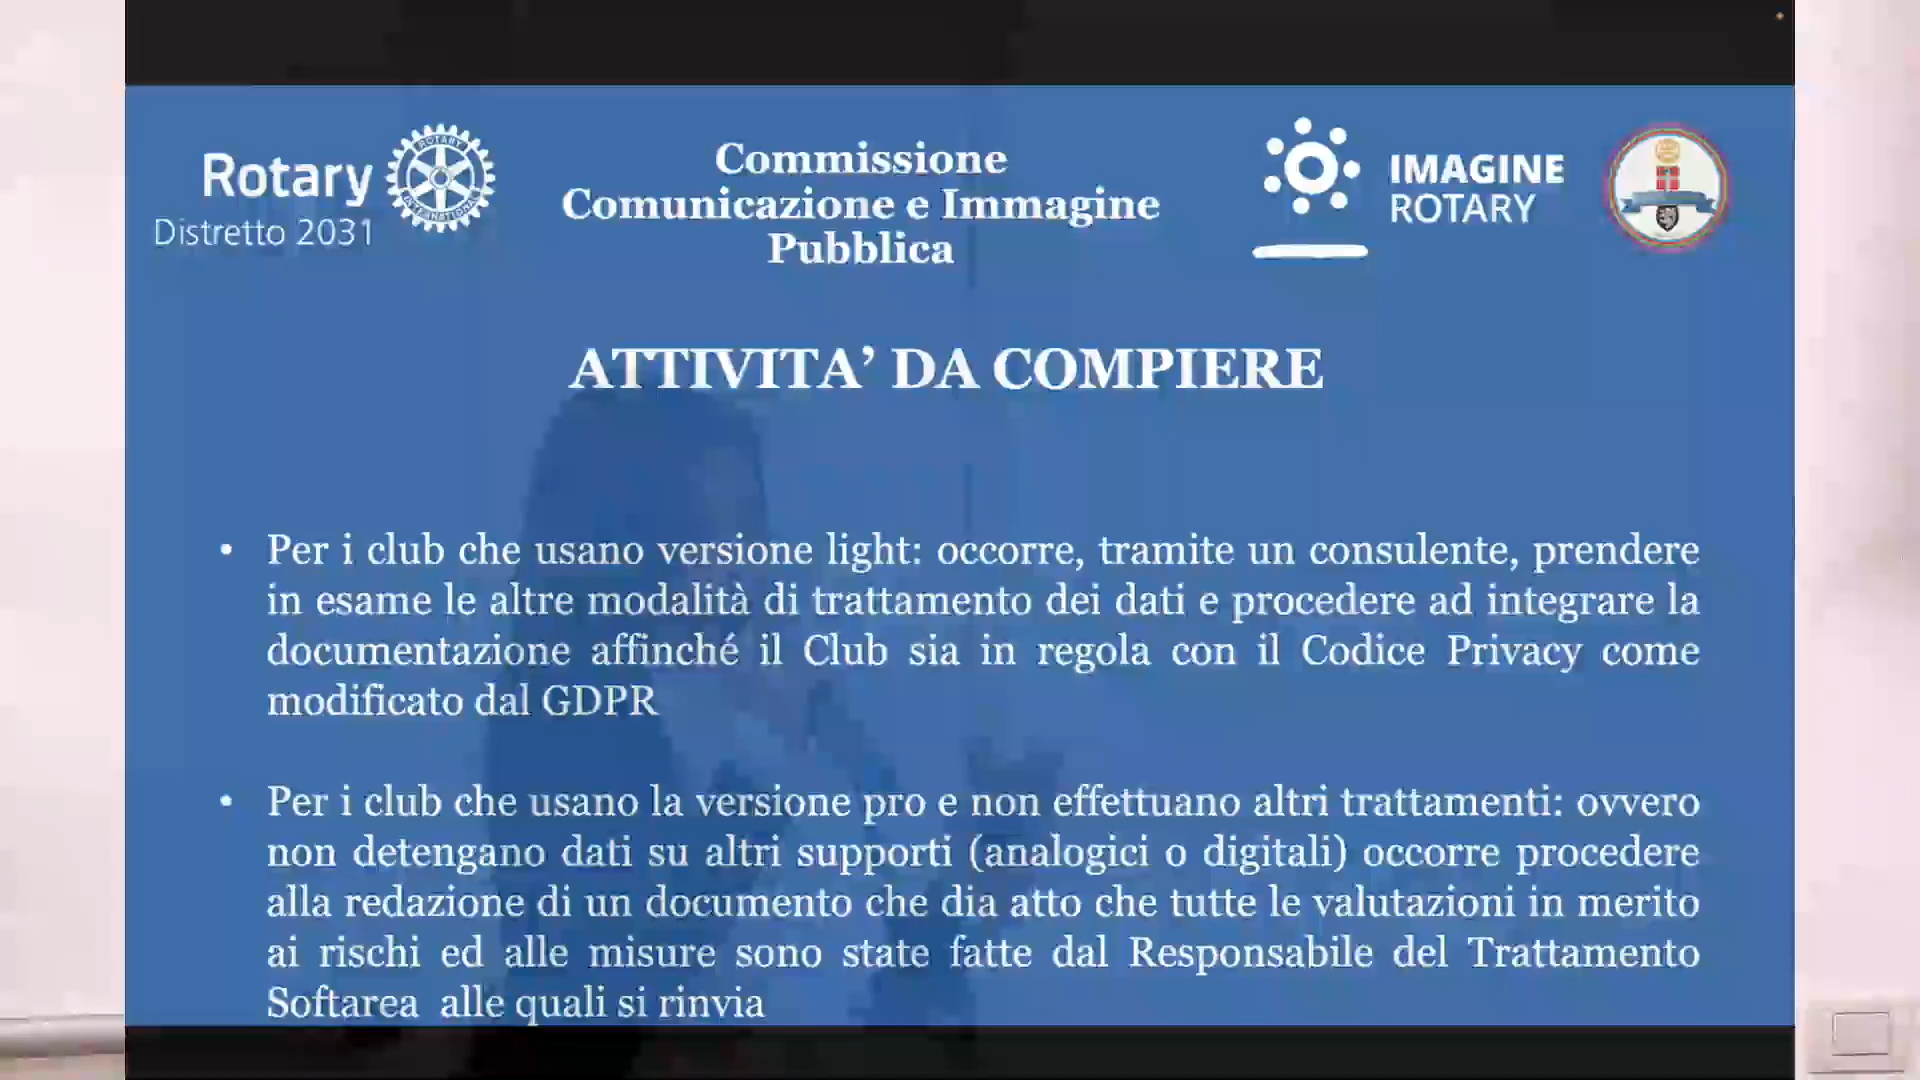 Rotary
Distretto 2031
ROTARY
INTERNATIONAL
Commissione
Comunicazione e Immagine
Pubblica
IMAGINE
ROTARY
ATTIVITA’ DA COMPIERE
• Per i club che usano versione light: occorre, tramite un consulente, prendere
in esame le altre modalità di trattamento dei dati e procedere ad integrare la
documentazione affinché il Club sia in regola con il Codice Privacy come
modificato dal GDPR
• Per i club che usano la versione pro e non effettuano altri trattamenti: ovvero
non detengano dati su altri supporti (analogici o digitali) occorre procedere
alla redazione di un documento che dia atto che tutte le valutazioni in merito
ai rischi ed alle misure sono state fatte dal Responsabile del Trattamento
Softarea alle quali si rinvia